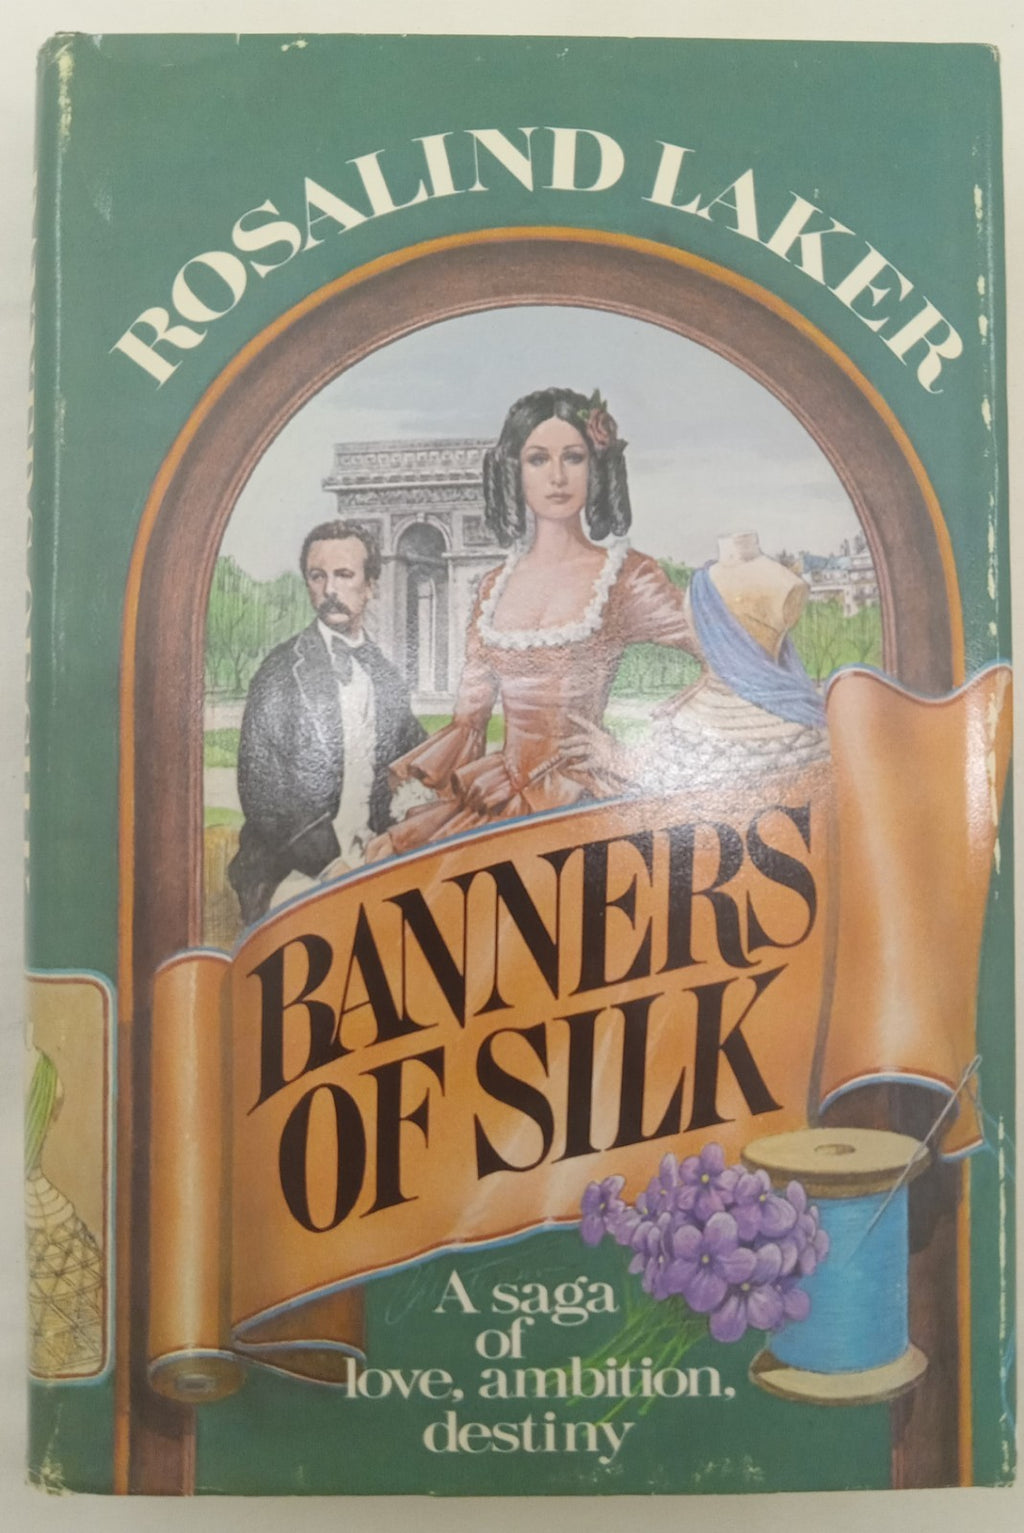 ROSALIND LAKER
BANNERS
OF SILK
A saga
of
love, ambition,
destiny